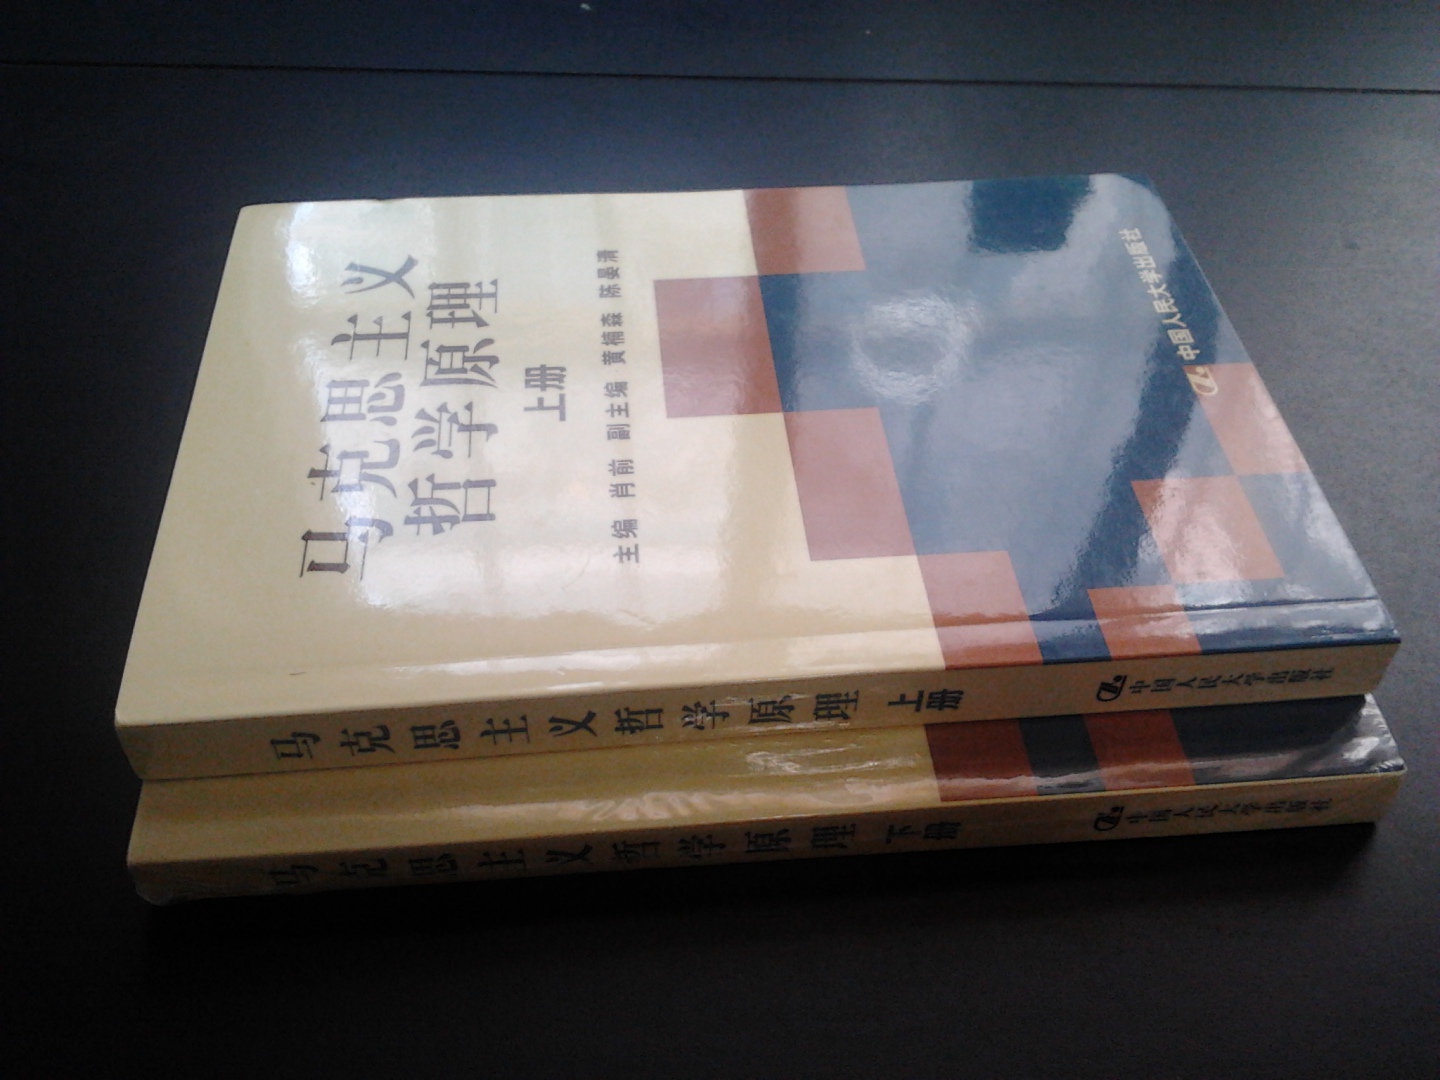 马克思主义
哲学原理
上册
主编 肖前 副主编 黄楠森 陈晏清
中国人民大学出版社
马克思主义哲学原理 上册
中国人民大学出版社
马克思主义哲学原理 下册
中国人民大学出版社